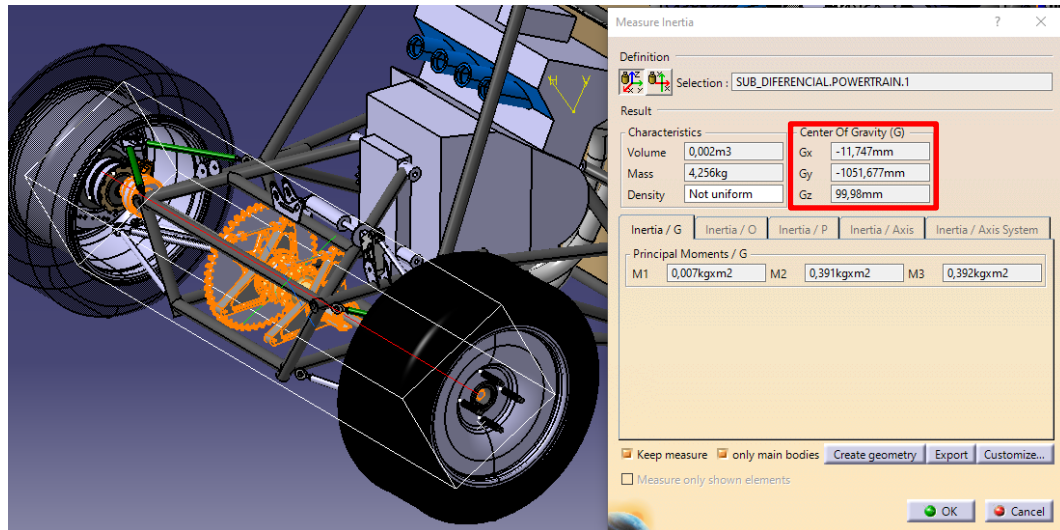 Measure Inertia
Definition
Selection : SUB_DIFERENCIAL.POWERTRAIN.1
Result
Characteristics
Center Of Gravity (G)
Volume 0,002m3
Gx -11,747mm
Mass 4,256kg
Gy -1051,677mm
Density Not uniform
Gz 99,98mm
Inertia / G Inertia / O Inertia / P Inertia / Axis Inertia / Axis System
Principal Moments / G
M1 0,007kgxm2 M2 0,391kgxm2 M3 0,392kgxm2
Keep measure only main bodies Create geometry Export Customize...
Measure only shown elements
OK Cancel